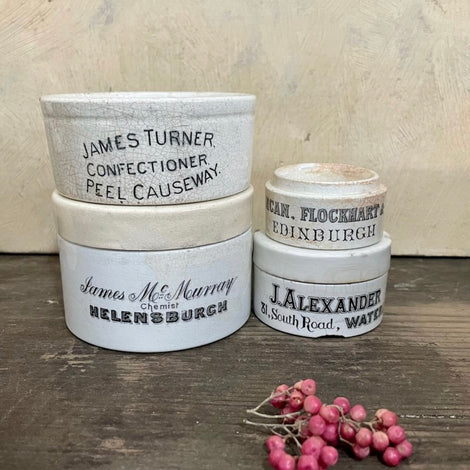 JAMES TURNER.
CONFECTIONER.
PEEL CAUSEWAY.
James McMurray
Chemist
HELENSBURGH
FLOCKHART &
EDINBURGH
J. ALEXANDER
South Road,